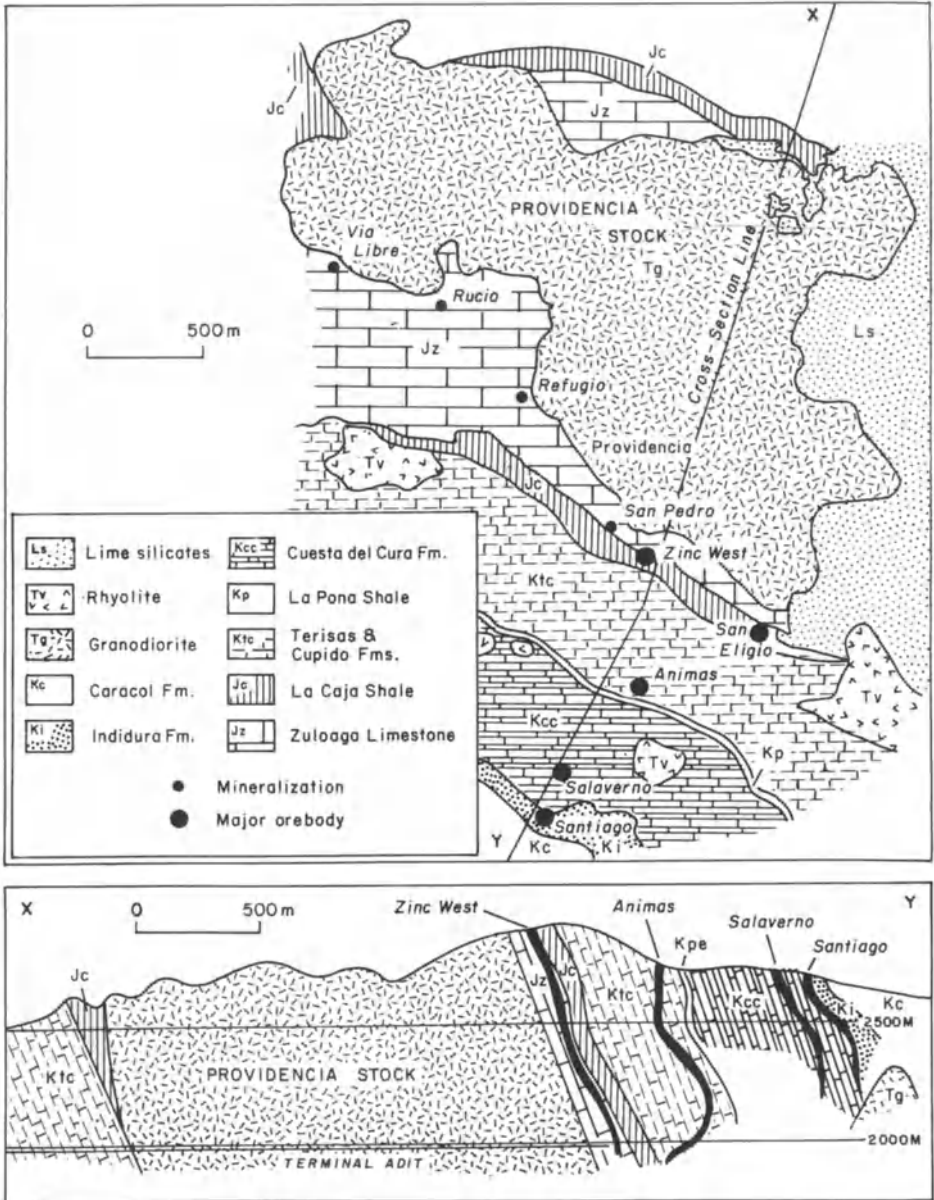 X
Jc
Jc
Jz
PROVIDENCIA
STOCK
Tg
Via
Libre
Cross-Section Line
Rucio
0 500 m
Jz
Ls
Refugio
Providencia
Tv
Jc
San Pedro
Zinc West
Ktc
San
Eligio
Animas
Tv
Kcc
Tv
Kp
Salaverno
Santiago
Y
Kc
Ki
Ls Lime silicates
Tv Rhyolite
Tg Granodiorite
Kc Caracol Fm.
Ki Indidura Fm.
Kcc Cuesta del Cura Fm.
Kp La Pona Shale
Ktc Terisas &
Cupido Fms.
Jc La Caja Shale
Jz Zuloaga Limestone
Mineralization
Major orebody
X
0 500 m
Zinc West
Animas
Y
Salaverno
Santiago
Kpe
Jc
Jz
Jc
Ktc
Kcc
Ki
Kc
2500M
Ktc
PROVIDENCIA STOCK
Tg
2000M
TERMINAL ADIT